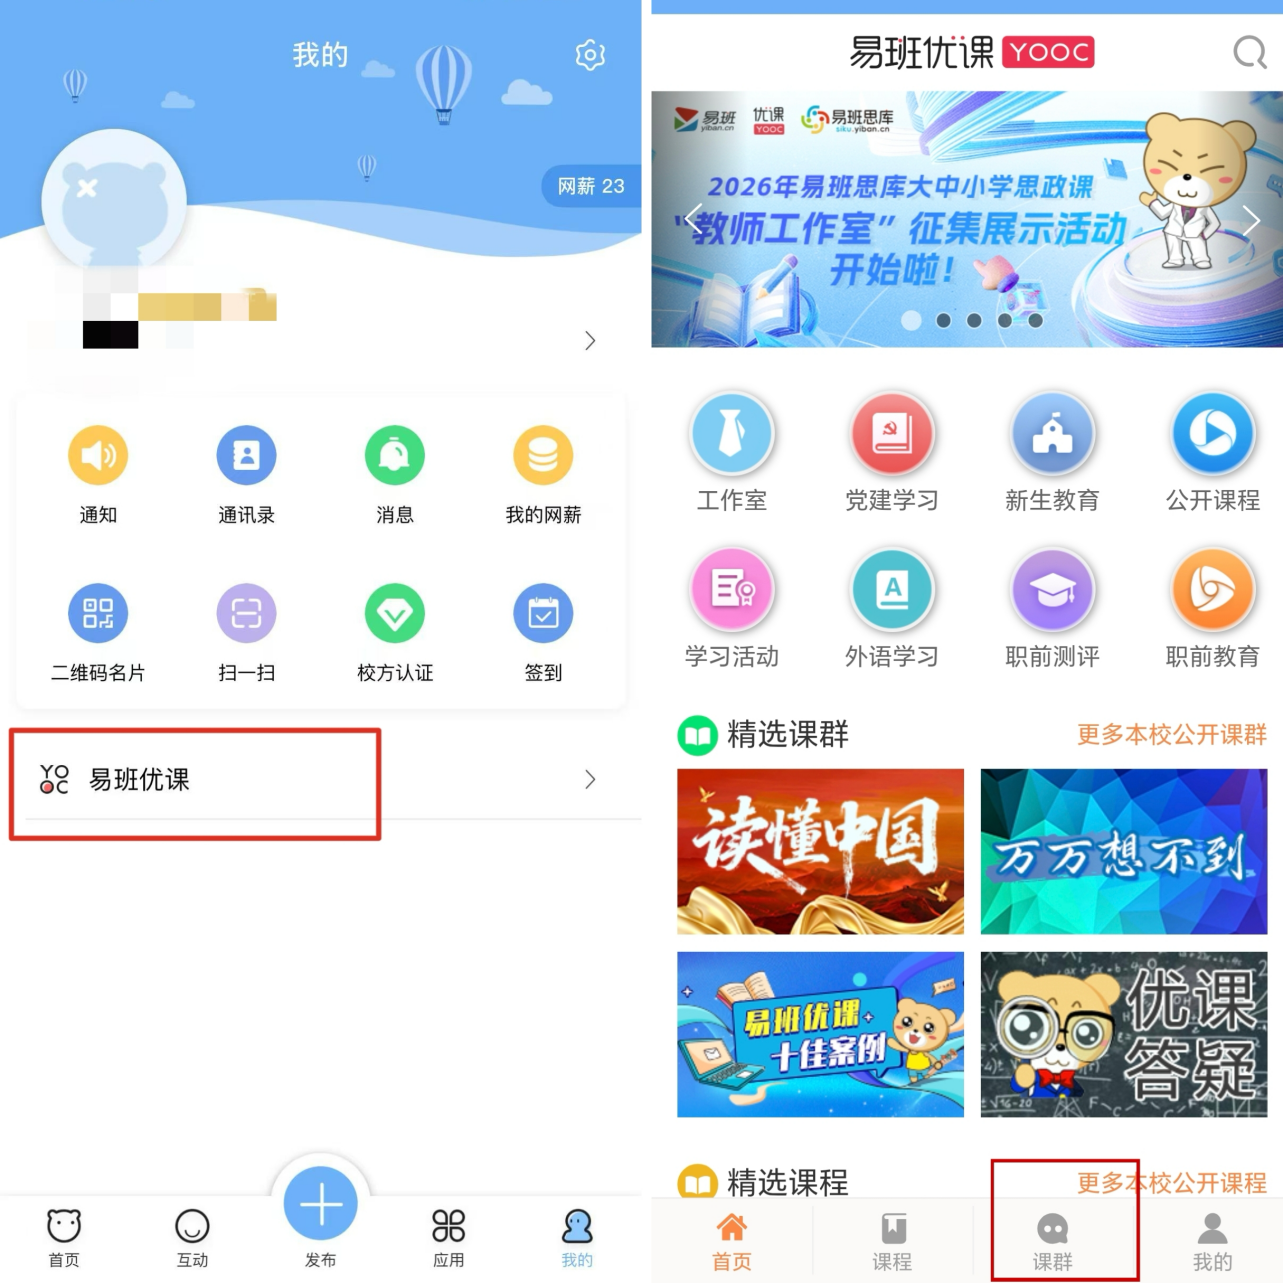 我的
网薪 23
通知
通讯录
消息
我的网薪
二维码名片
扫一扫
校方认证
签到
YOOC 易班优课
首页
互动
发布
应用
我的
易班优课 YOOC
易班 yiban.cn 优课 YOOC 易班思库 siku.yiban.cn
2026年易班思库大中小学思政课
“教师工作室”征集展示活动
开始啦！
工作室
党建学习
新生教育
公开课程
学习活动
外语学习
职前测评
职前教育
精选课群
更多本校公开课群
读懂中国
万万想不到
易班优课
十佳案例
优课
答疑
精选课程
更多本校公开课程
首页
课程
课群
我的